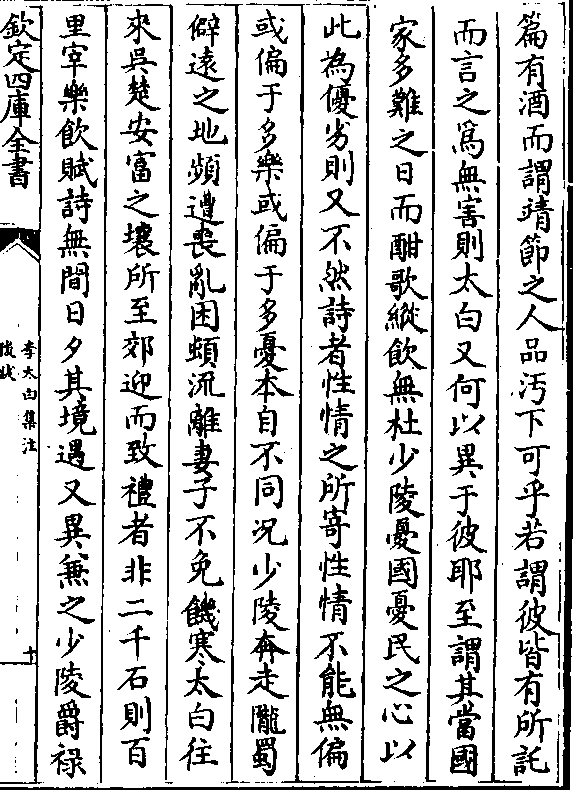 篇有酒而謂靖節之人品汚下可乎若謂彼皆有所託
而言之爲無害則太白又何以異于彼耶至謂其當國
家多難之日而酣歌縱飲無杜少陵憂國憂民之心以
此為優劣則又不然詩者性情之所寄性情不能無偏
或偏于多樂或偏于多憂本自不同况少陵奔走隴蜀
僻遠之地頻遭喪亂困頓流離妻子不免饑寒太白往
來吳楚安富之壤所至郊迎而致禮者非二千石則百
里宰樂飲賦詩無間日夕其境遇又異兼之少陵爵祿
欽定四庫全書
李太白集注
後跋
十